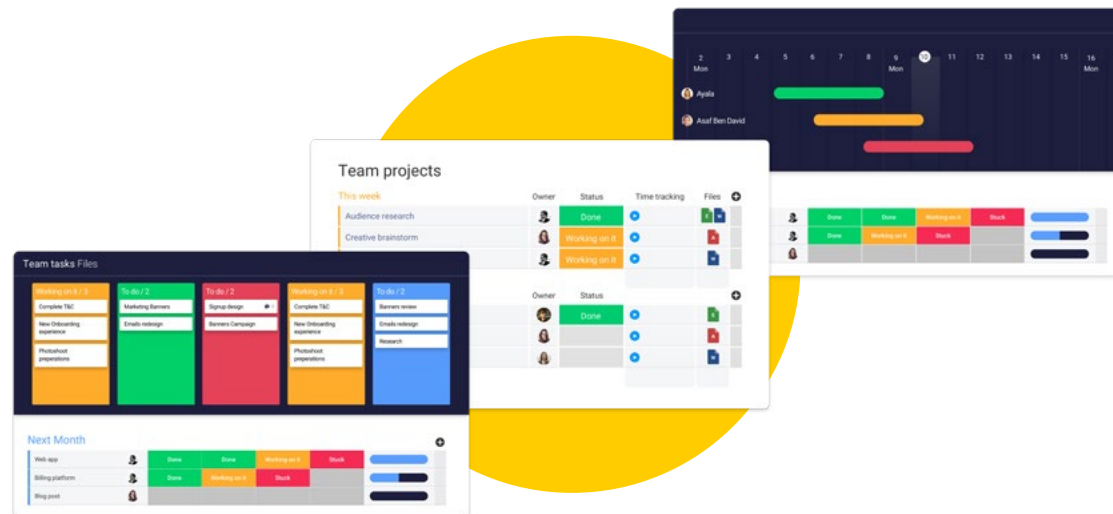 2 3 4 5 6 7 8 9 10 11 12 13 14 15 16
Mon Mon Mon
Ayala
Asaf Ben David
Done Done Working on it Stuck
Done Working on it Stuck
Team projects
This week Owner Status Time tracking Files
Audience research Done
Creative brainstorm Working on it
Working on it
Owner Status
Done
Team tasks Files
Working on it / 3
Complete T&C
New Onboarding
experience
Photoshoot
preperations
To do / 2
Marketing Banners
Emails redesign
To do / 2
Signup design
Banners Campaign
Working on it / 3
Complete T&C
New Onboarding
experience
Photoshoot
preperations
To do / 2
Banners review
Emails redesign
Research
Next Month
Web app Done Done Working on it Stuck
Billing platform Done Working on it Stuck
Blog post